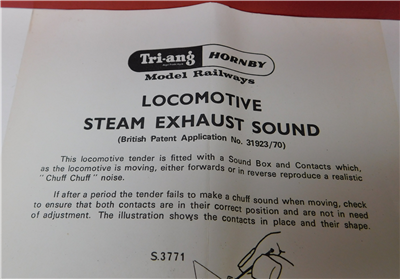 Tri-ang HORNBY
Model Railways
LOCOMOTIVE
STEAM EXHAUST SOUND
(British Patent Application No. 31923/70)
This locomotive tender is fitted with a Sound Box and Contacts which,
as the locomotive is moving, either forwards or in reverse reproduce a realistic
"Chuff Chuff" noise.
If after a period the tender fails to make a chuff sound when moving, check
to ensure that both contacts are in their correct position and are not in need
of adjustment. The illustration shows the contacts in place and their shape.
S.3771